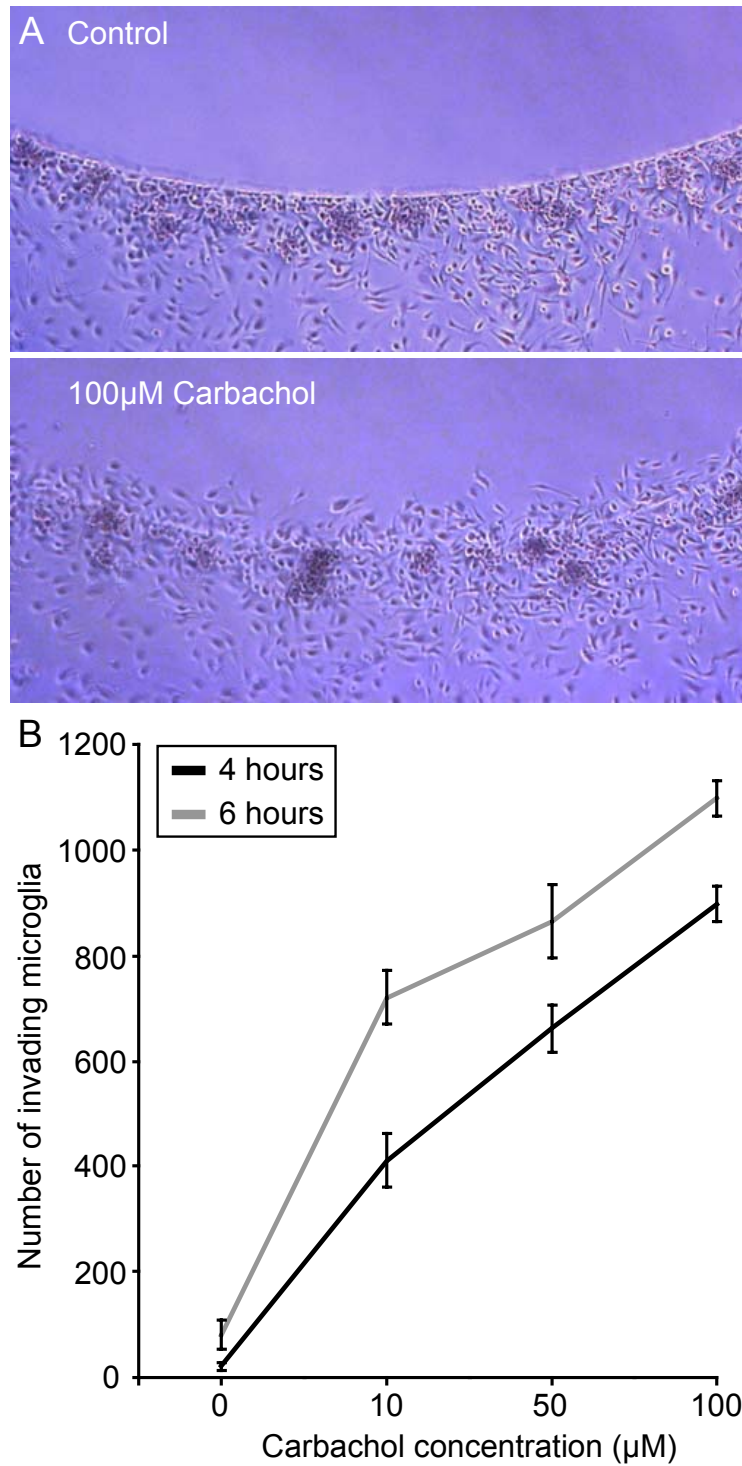 A Control
100µM Carbachol
B
1200
1000
800
600
400
200
0
4 hours
6 hours
Number of invading microglia
0 10 50 100
Carbachol concentration (µM)